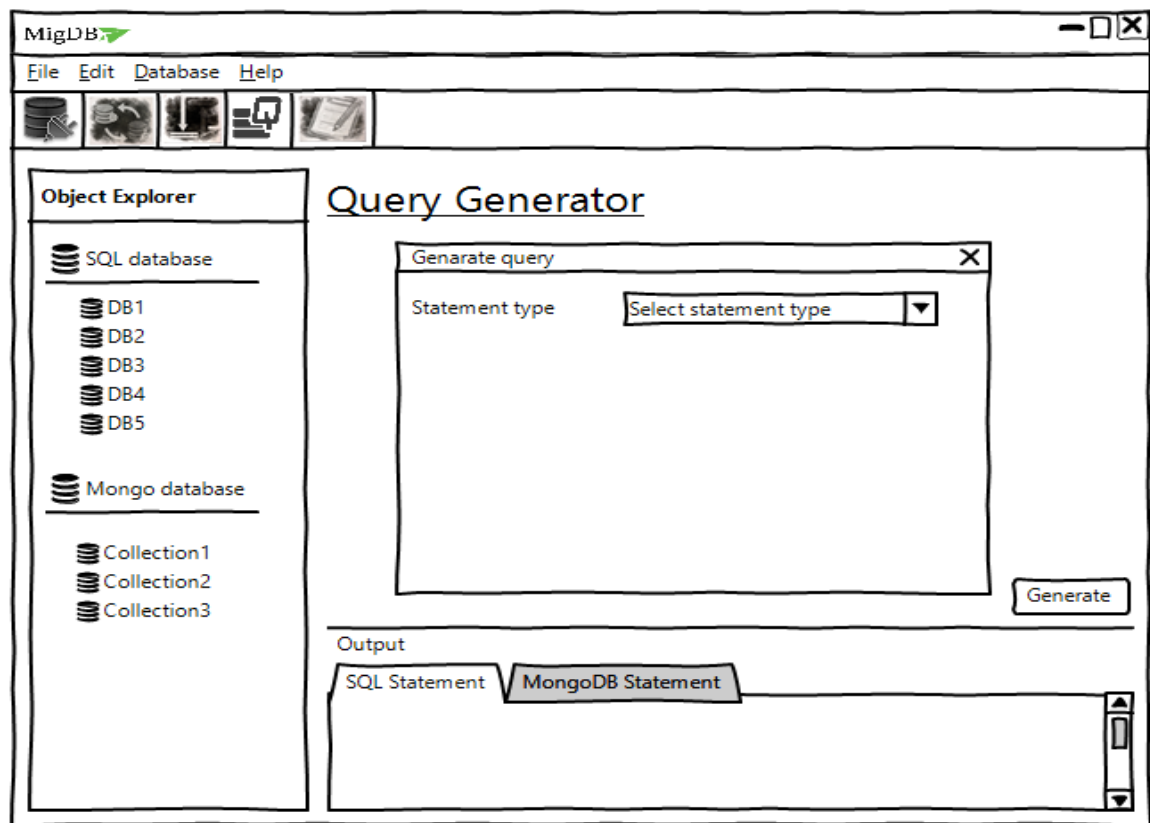 MigDB
File Edit Database Help
Object Explorer
SQL database
DB1
DB2
DB3
DB4
DB5
Mongo database
Collection1
Collection2
Collection3
Query Generator
Genarate query
Statement type Select statement type
Generate
Output
SQL Statement MongoDB Statement